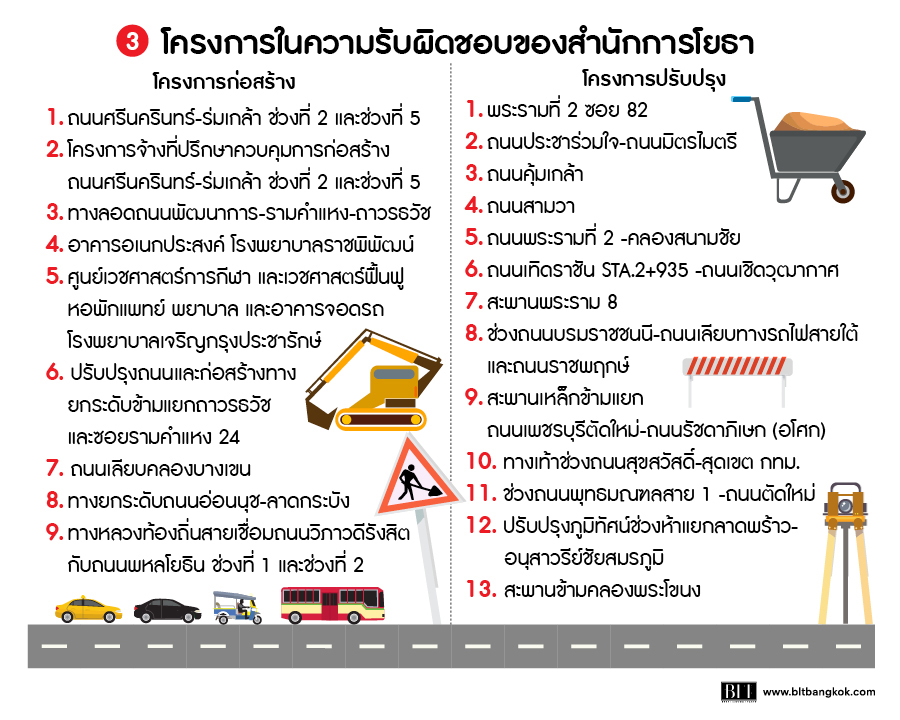 3 โครงการในความรับผิดชอบของสำนักการโยธา
โครงการก่อสร้าง
1. ถนนศรีนครินทร์-ร่มเกล้า ช่วงที่ 2 และช่วงที่ 5
2. โครงการจ้างที่ปรึกษาควบคุมการก่อสร้าง
ถนนศรีนครินทร์-ร่มเกล้า ช่วงที่ 2 และช่วงที่ 5
3. ทางลอดถนนพัฒนาการ-รามคำแหง-ถาวรธวัช
4. อาคารอเนกประสงค์ โรงพยาบาลราชพิพัฒน์
5. ศูนย์เวชศาสตร์การกีฬา และเวชศาสตร์ฟื้นฟู
หอพักแพทย์ พยาบาล และอาคารจอดรถ
โรงพยาบาลเจริญกรุงประชารักษ์
6. ปรับปรุงถนนและก่อสร้างทาง
ยกระดับข้ามแยกถาวรธวัช
และซอยรามคำแหง 24
7. ถนนเลียบคลองบางเขน
8. ทางยกระดับถนนอ่อนนุช-ลาดกระบัง
9. ทางหลวงท้องถิ่นสายเชื่อมถนนวิภาวดีรังสิต
กับถนนพหลโยธิน ช่วงที่ 1 และช่วงที่ 2
โครงการปรับปรุง
1. พระรามที่ 2 ซอย 82
2. ถนนประชาร่วมใจ-ถนนมิตรไมตรี
3. ถนนคุ้มเกล้า
4. ถนนสามวา
5. ถนนพระรามที่ 2 -คลองสนามชัย
6. ถนนเทิดราชัน STA.2+935 -ถนนเชิดวุฒากาศ
7. สะพานพระราม 8
8. ช่วงถนนบรมราชชนนี-ถนนเลียบทางรถไฟสายใต้
และถนนราชพฤกษ์
9. สะพานเหล็กข้ามแยก
ถนนเพชรบุรีตัดใหม่-ถนนรัชดาภิเษก (อโศก)
10. ทางเท้าช่วงถนนสุขสวัสดิ์-สุดเขต กทม.
11. ช่วงถนนพุทธมณฑลสาย 1 -ถนนตัดใหม่
12. ปรับปรุงภูมิทัศน์ช่วงห้าแยกลาดพร้าว-
อนุสาวรีย์ชัยสมรภูมิ
13. สะพานข้ามคลองพระโขนง
BLT www.bltbangkok.com